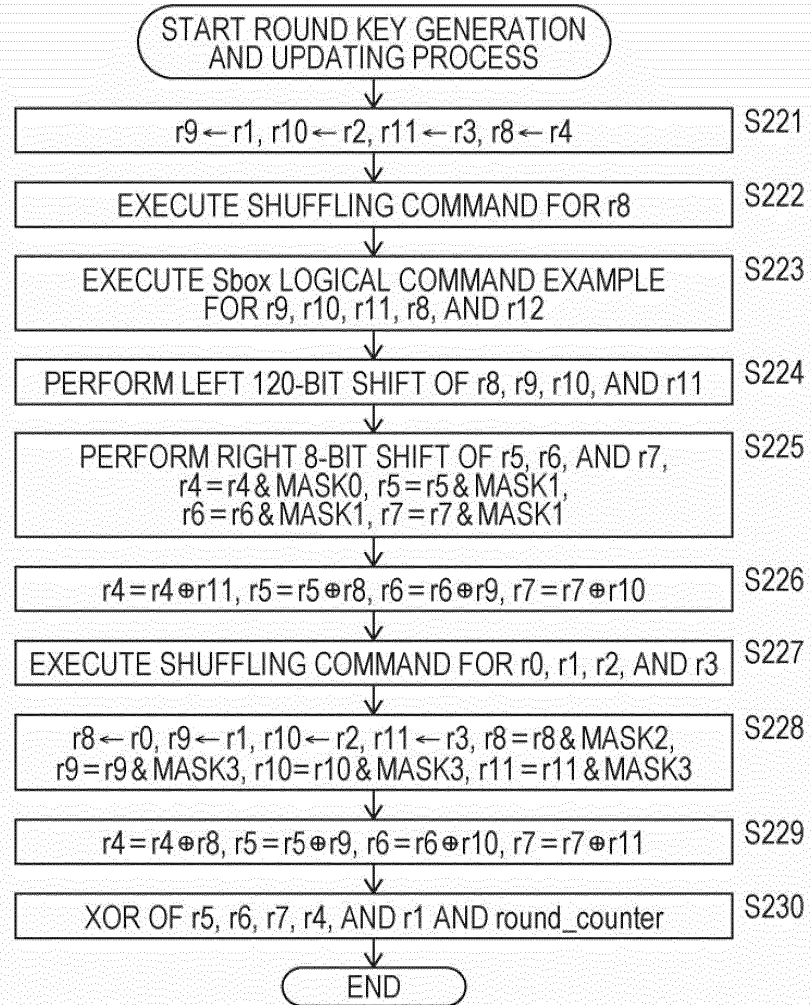 START ROUND KEY GENERATION
AND UPDATING PROCESS
r9←r1, r10←r2, r11←r3, r8←r4
S221
EXECUTE SHUFFLING COMMAND FOR r8
S222
EXECUTE Sbox LOGICAL COMMAND EXAMPLE
FOR r9, r10, r11, r8, AND r12
S223
PERFORM LEFT 120-BIT SHIFT OF r8, r9, r10, AND r11
S224
PERFORM RIGHT 8-BIT SHIFT OF r5, r6, AND r7,
r4=r4&MASK0, r5=r5&MASK1,
r6=r6&MASK1, r7=r7&MASK1
S225
r4=r4⊕r11, r5=r5⊕r8, r6=r6⊕r9, r7=r7⊕r10
S226
EXECUTE SHUFFLING COMMAND FOR r0, r1, r2, AND r3
S227
r8←r0, r9←r1, r10←r2, r11←r3, r8=r8&MASK2,
r9=r9&MASK3, r10=r10&MASK3, r11=r11&MASK3
S228
r4=r4⊕r8, r5=r5⊕r9, r6=r6⊕r10, r7=r7⊕r11
S229
XOR OF r5, r6, r7, r4, AND r1 AND round_counter
S230
END